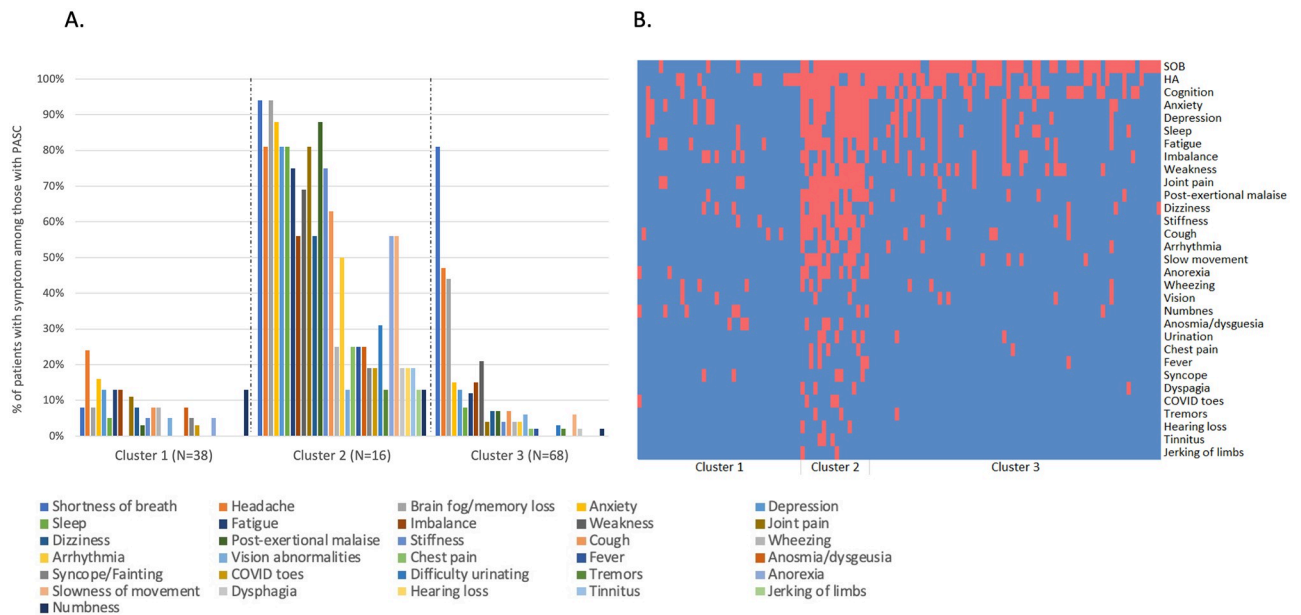 A.
B.
% of patients with symptom among those with PASC
100%
90%
80%
70%
60%
50%
40%
30%
20%
10%
0%
Cluster 1 (N=38)
Cluster 2 (N=16)
Cluster 3 (N=68)
SOB
HA
Cognition
Anxiety
Depression
Sleep
Fatigue
Imbalance
Weakness
Joint pain
Post-exertional malaise
Dizziness
Stiffness
Cough
Arrhythmia
Slow movement
Anorexia
Wheezing
Vision
Numbnes
Anosmia/dysguesia
Urination
Chest pain
Fever
Syncope
Dyspagia
COVID toes
Tremors
Hearing loss
Tinnitus
Jerking of limbs
Cluster 1 Cluster 2 Cluster 3
Shortness of breath Headache Brain fog/memory loss Anxiety Depression
Sleep Fatigue Imbalance Weakness Joint pain
Dizziness Post-exertional malaise Stiffness Cough Wheezing
Arrhythmia Vision abnormalities Chest pain Fever Anosmia/dysgeusia
Syncope/Fainting COVID toes Difficulty urinating Tremors Anorexia
Slowness of movement Dysphagia Hearing loss Tinnitus Jerking of limbs
Numbness